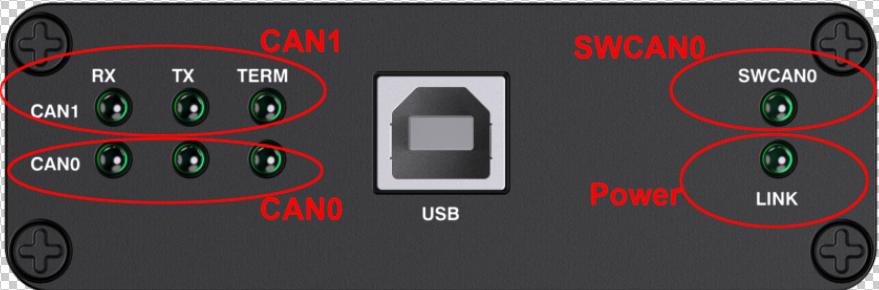 CAN1
SWCAN0
RX TX TERM
SWCAN0
CAN1
CAN0
Power
LINK
CAN0
USB